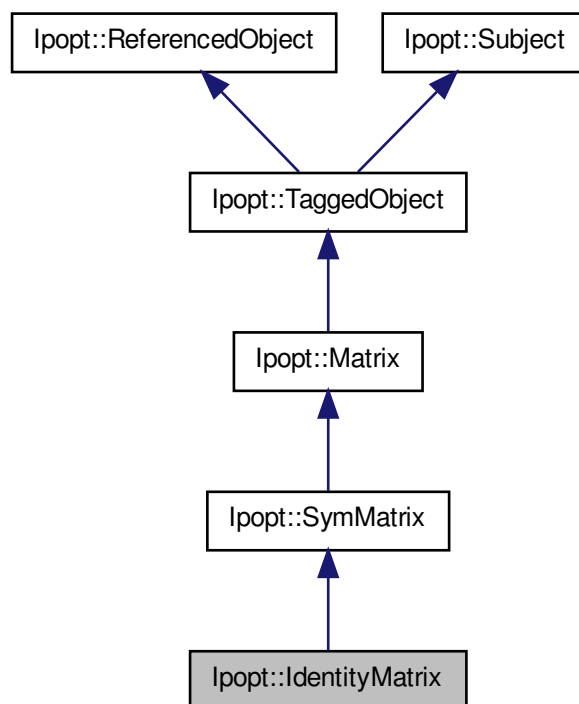 Ipopt::ReferencedObject
Ipopt::Subject
Ipopt::TaggedObject
Ipopt::Matrix
Ipopt::SymMatrix
Ipopt::IdentityMatrix